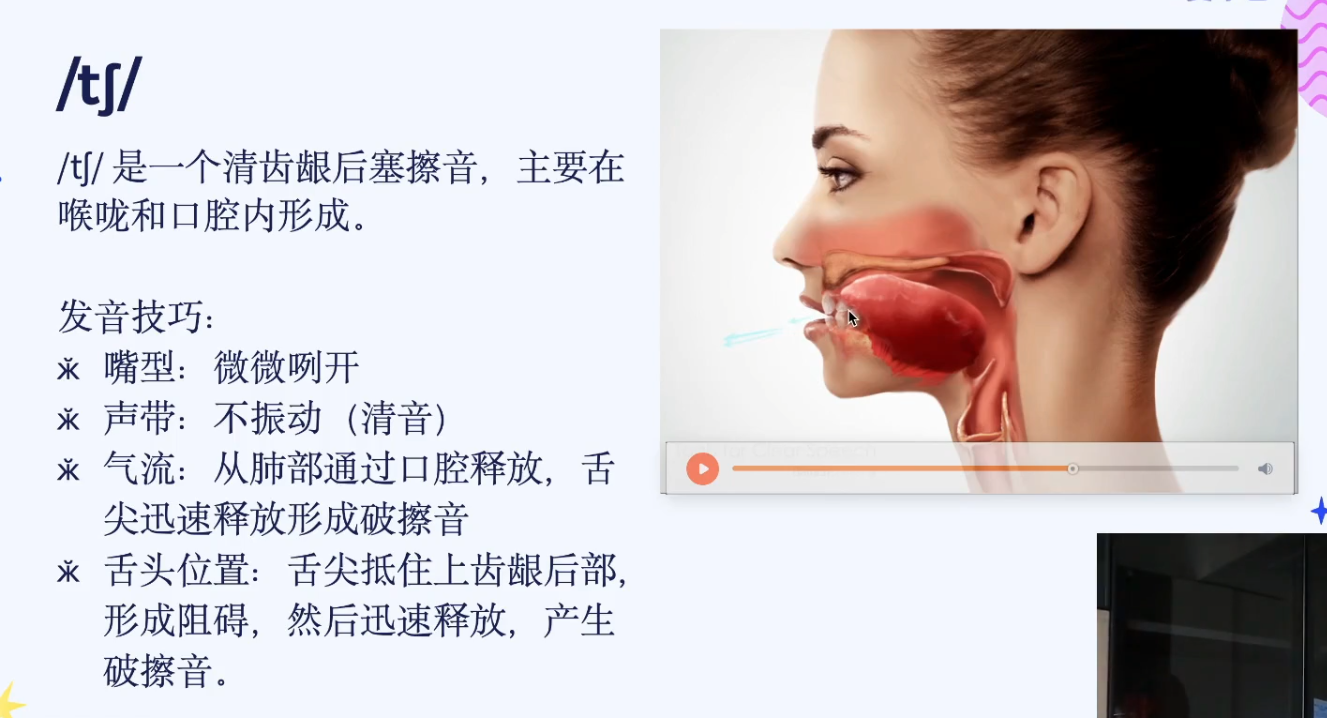 /tʃ/
/tʃ/ 是一个清齿龈后塞擦音，主要在
喉咙和口腔内形成。
发音技巧：
嘴型：微微咧开
声带：不振动（清音）
气流：从肺部通过口腔释放，舌
尖迅速释放形成破擦音
舌头位置：舌尖抵住上齿龈后部，
形成阻碍，然后迅速释放，产生
破擦音。